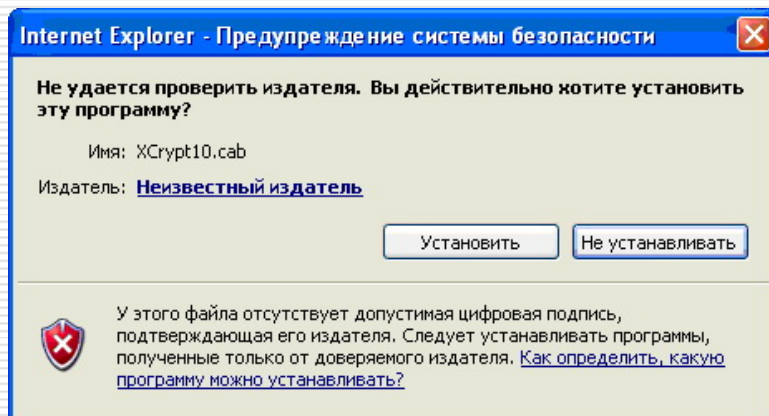 Internet Explorer - Предупреждение системы безопасности
Не удается проверить издателя. Вы действительно хотите установить
эту программу?
Имя: XCrypt10.cab
Издатель: Неизвестный издатель
Установить Не устанавливать
У этого файла отсутствует допустимая цифровая подпись,
подтверждающая его издателя. Следует устанавливать программы,
полученные только от доверяемого издателя. Как определить, какую
программу можно устанавливать?